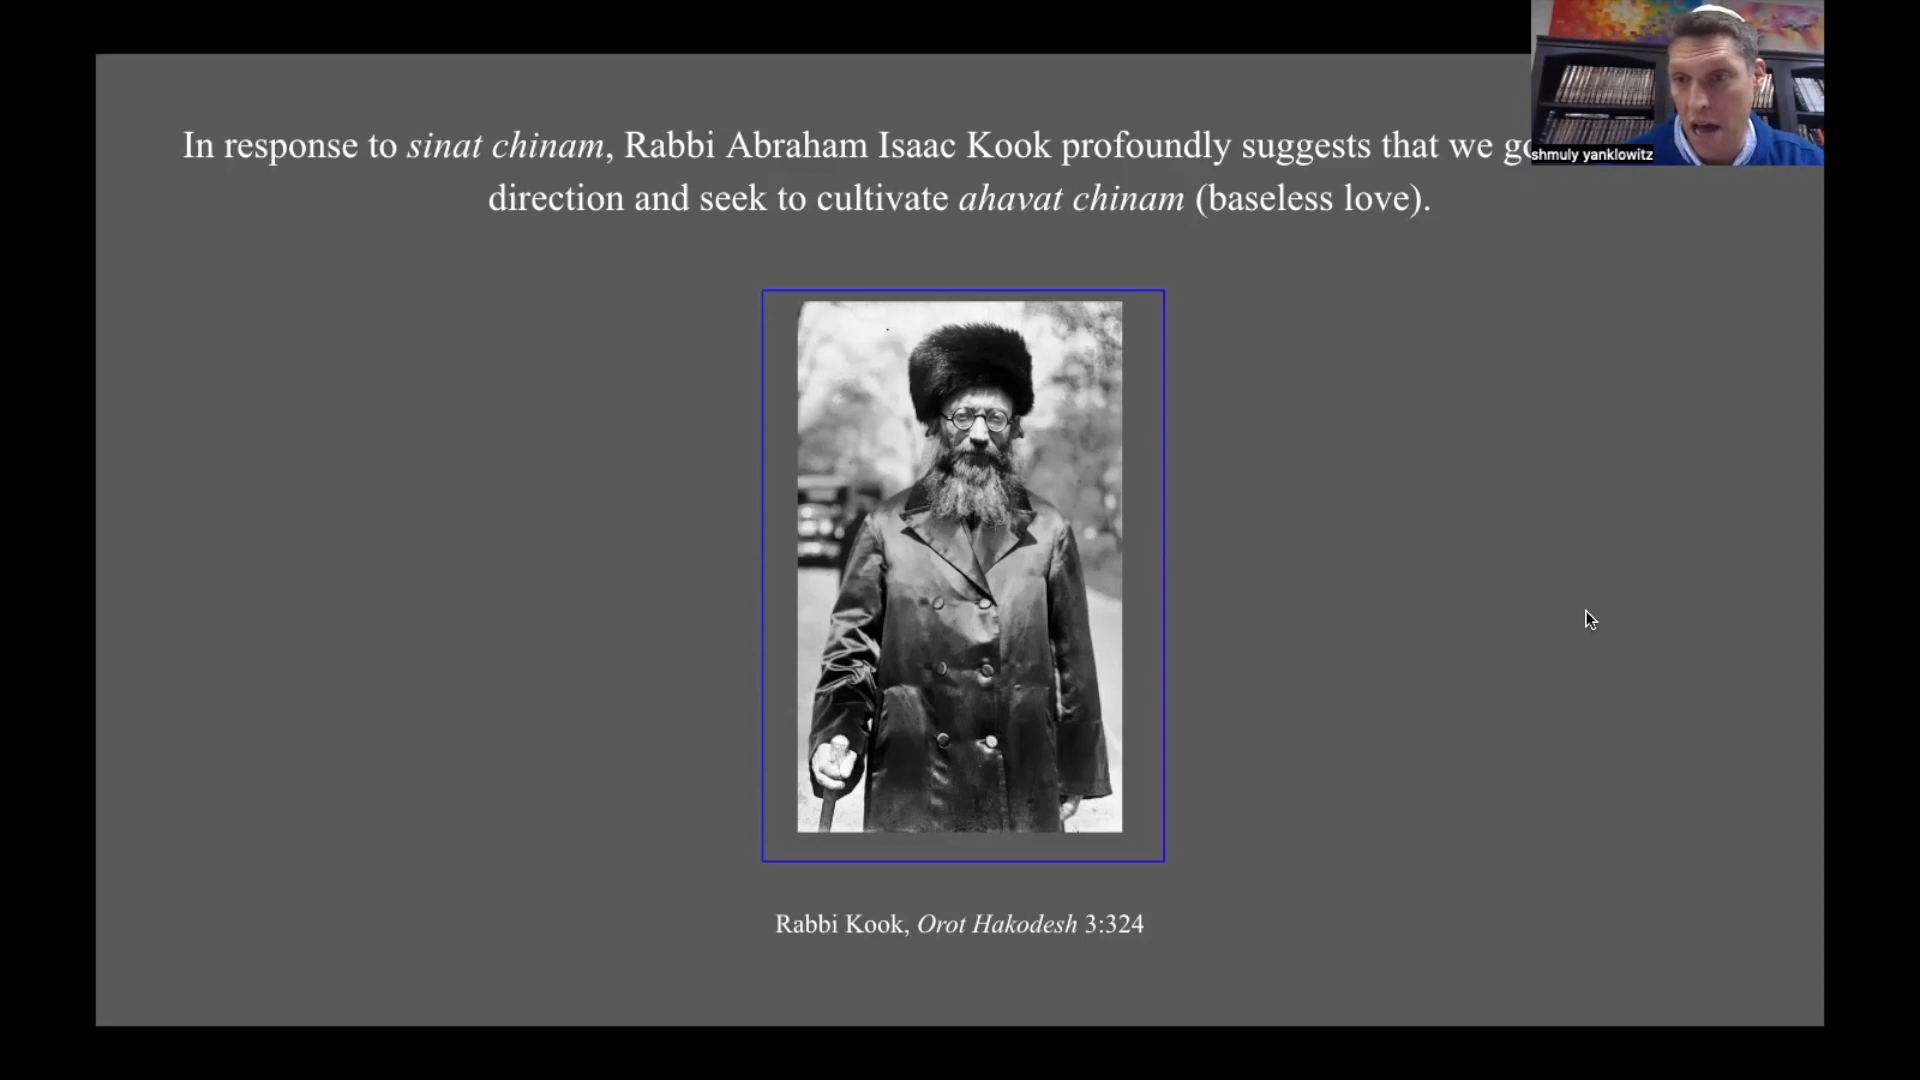 In response to sinat chinam, Rabbi Abraham Isaac Kook profoundly suggests that we
shmuly yanklowitz
direction and seek to cultivate ahavat chinam (baseless love).
Rabbi Kook, Orot Hakodesh 3:324